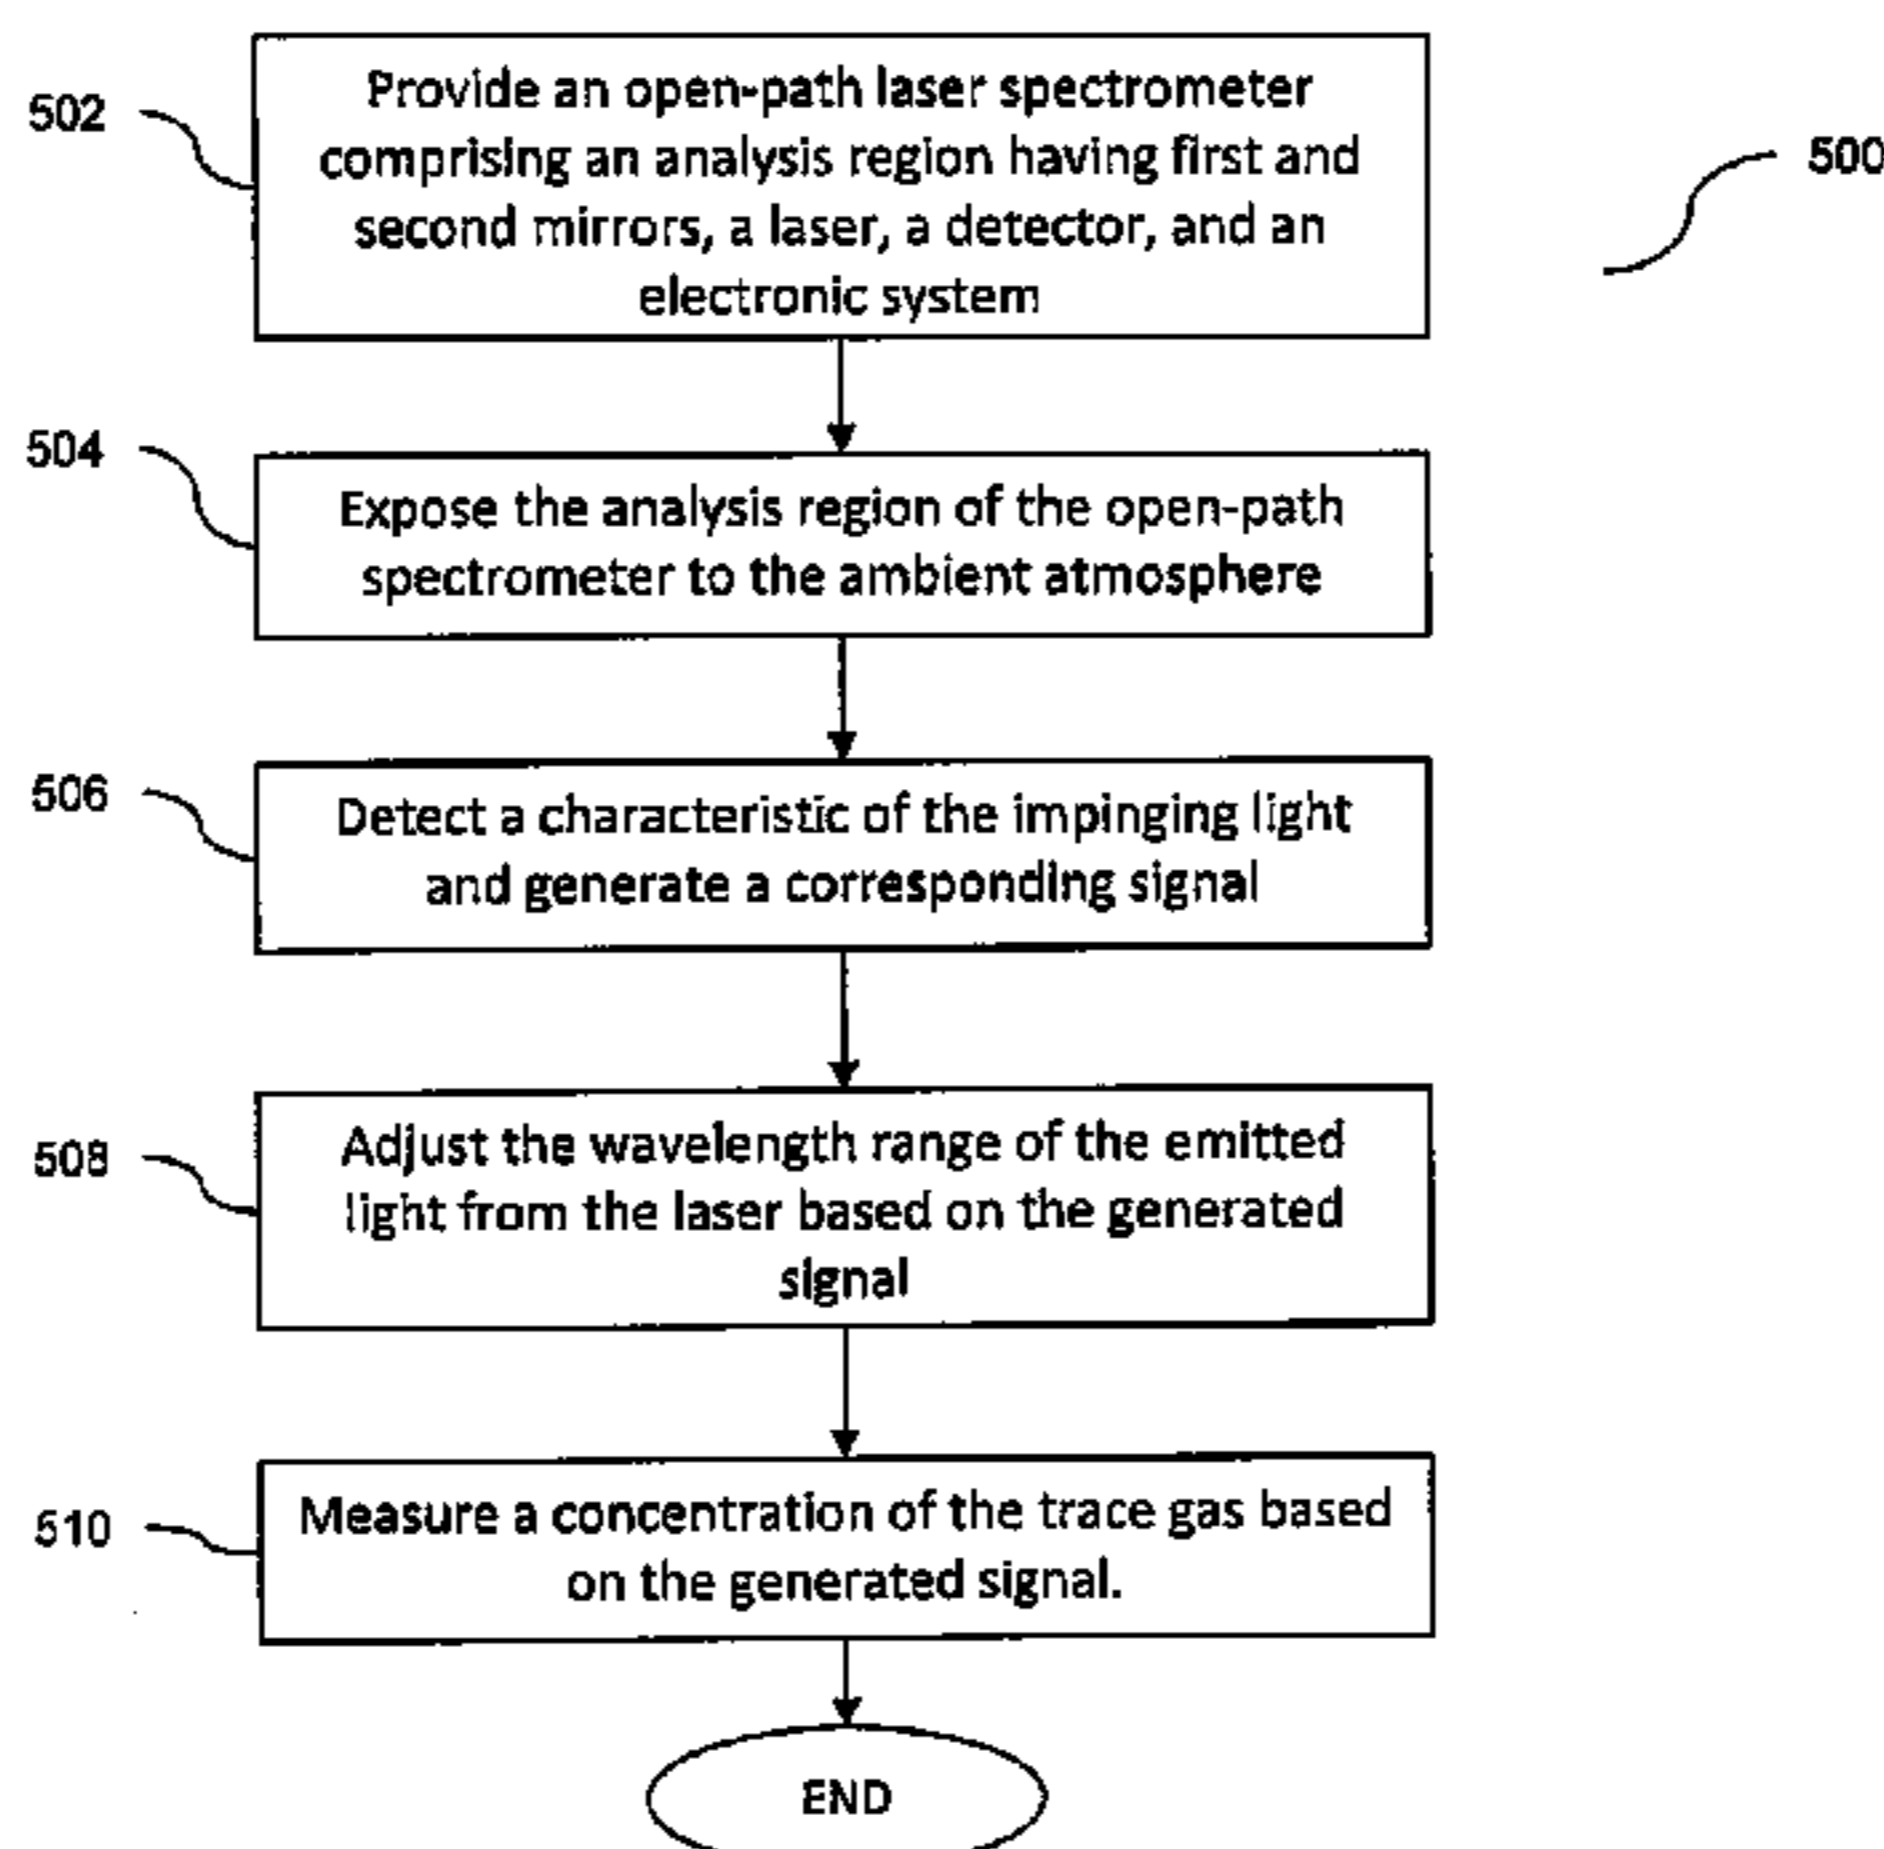 502
Provide an open-path laser spectrometer
comprising an analysis region having first and
second mirrors, a laser, a detector, and an
electronic system
500
504
Expose the analysis region of the open-path
spectrometer to the ambient atmosphere
506
Detect a characteristic of the impinging light
and generate a corresponding signal
508
Adjust the wavelength range of the emitted
light from the laser based on the generated
signal
510
Measure a concentration of the trace gas based
on the generated signal.
END